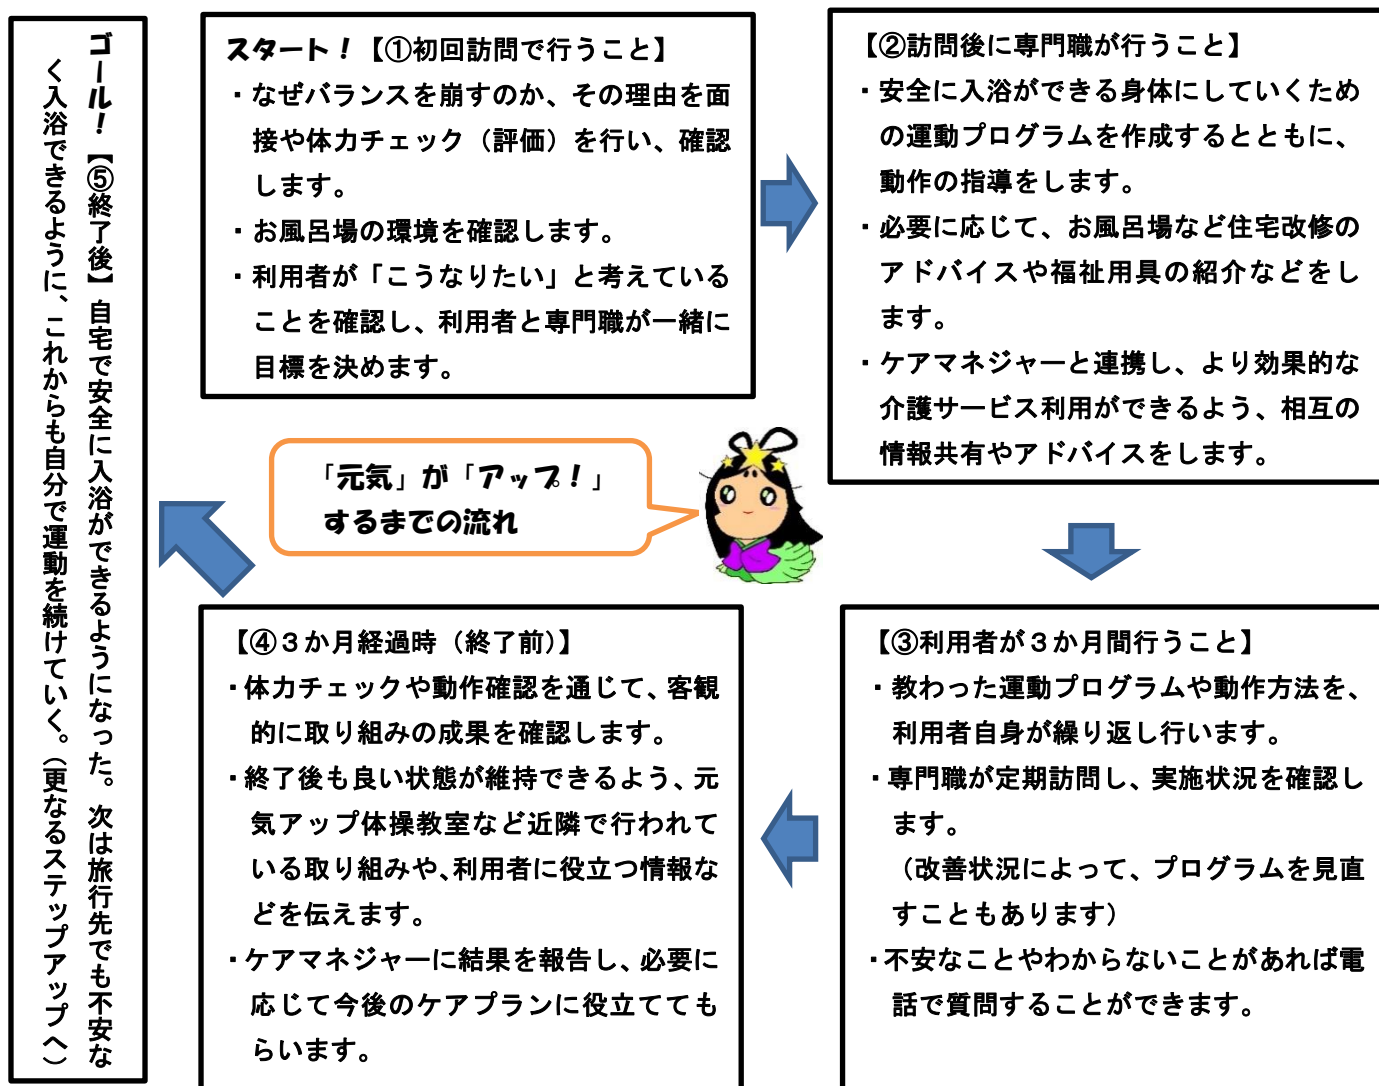 スタート！【①初回訪問で行うこと】
・なぜバランスを崩すのか、その理由を面
接や体力チェック（評価）を行い、確認
します。
・お風呂場の環境を確認します。
・利用者が「こうなりたい」と考えている
ことを確認し、利用者と専門職が一緒に
目標を決めます。
【②訪問後に専門職が行うこと】
・安全に入浴ができる身体にしていくため
の運動プログラムを作成するとともに、
動作の指導をします。
・必要に応じて、お風呂場など住宅改修の
アドバイスや福祉用具の紹介などをし
ます。
・ケアマネジャーと連携し、より効果的な
介護サービス利用ができるよう、相互の
情報共有やアドバイスをします。
「元気」が「アップ！」
するまでの流れ
【③利用者が３か月間行うこと】
・教わった運動プログラムや動作方法を、
利用者自身が繰り返し行います。
・専門職が定期訪問し、実施状況を確認し
ます。
（改善状況によって、プログラムを見直
すこともあります）
・不安なことやわからないことがあれば電
話で質問することができます。
【④３か月経過時（終了前）】
・体力チェックや動作確認を通じて、客観
的に取り組みの成果を確認します。
・終了後も良い状態が維持できるよう、元
気アップ体操教室など近隣で行われて
いる取り組みや、利用者に役立つ情報な
どを伝えます。
・ケアマネジャーに結果を報告し、必要に
応じて今後のケアプランに役立てても
らいます。
ゴール！【⑤終了後】自宅で安全に入浴ができるようになった。次は旅行先でも不安な
く入浴できるように、これからも自分で運動を続けていく。（更なるステップアップへ）